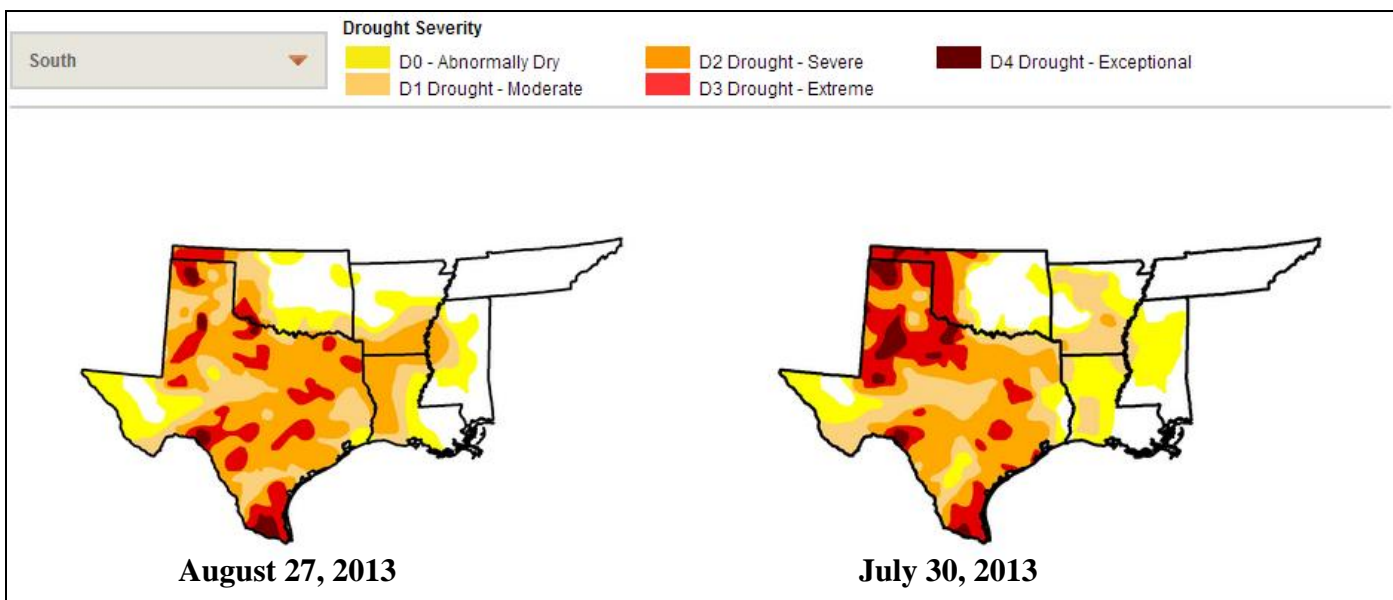 South
Drought Severity
D0 - Abnormally Dry
D1 Drought - Moderate
D2 Drought - Severe
D3 Drought - Extreme
D4 Drought - Exceptional
August 27, 2013
July 30, 2013